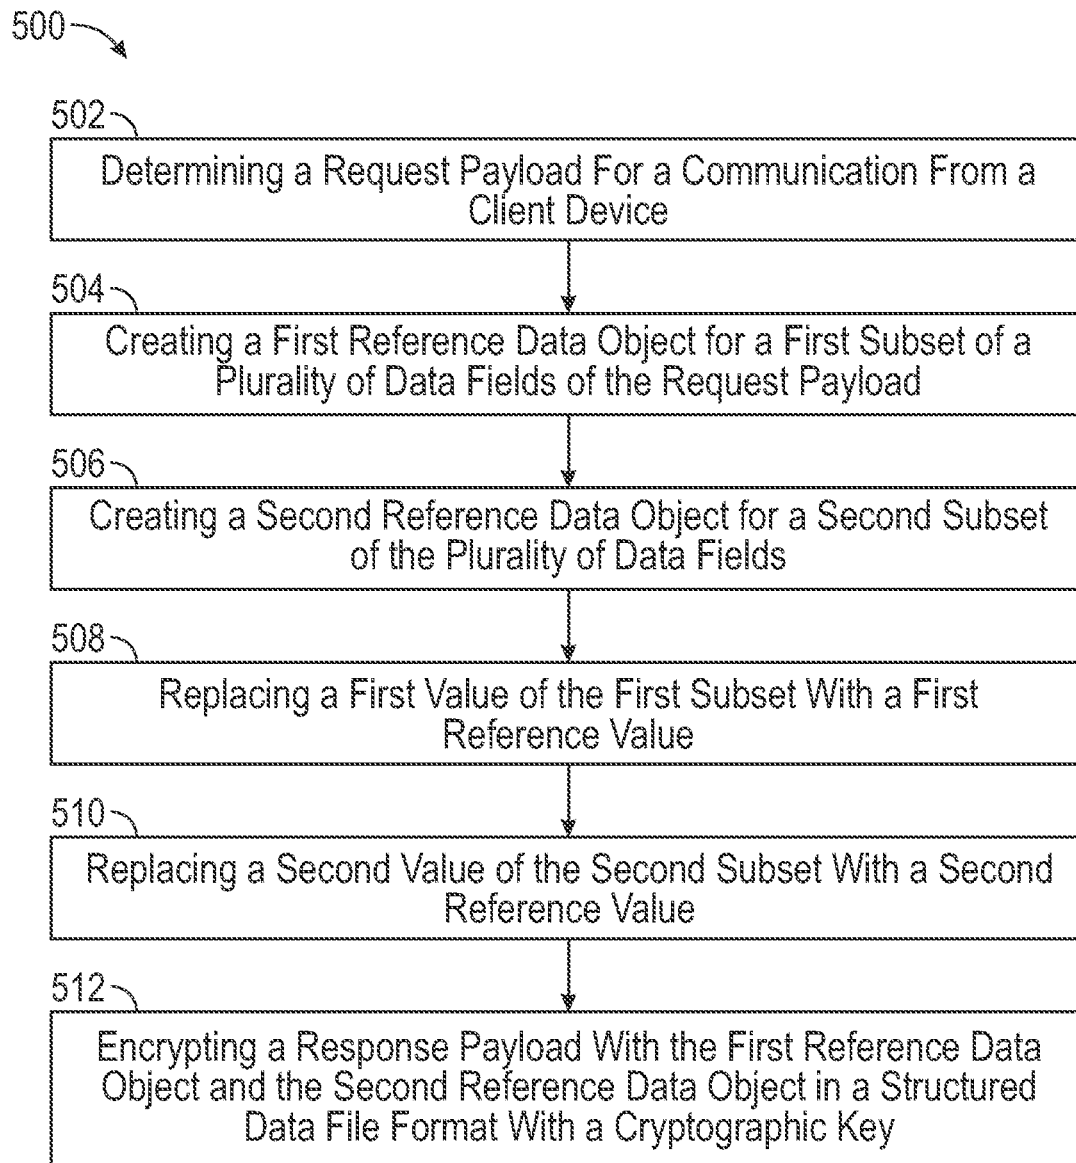 500
502
Determining a Request Payload For a Communication From a
Client Device
504
Creating a First Reference Data Object for a First Subset of a
Plurality of Data Fields of the Request Payload
506
Creating a Second Reference Data Object for a Second Subset
of the Plurality of Data Fields
508
Replacing a First Value of the First Subset With a First
Reference Value
510
Replacing a Second Value of the Second Subset With a Second
Reference Value
512
Encrypting a Response Payload With the First Reference Data
Object and the Second Reference Data Object in a Structured
Data File Format With a Cryptographic Key